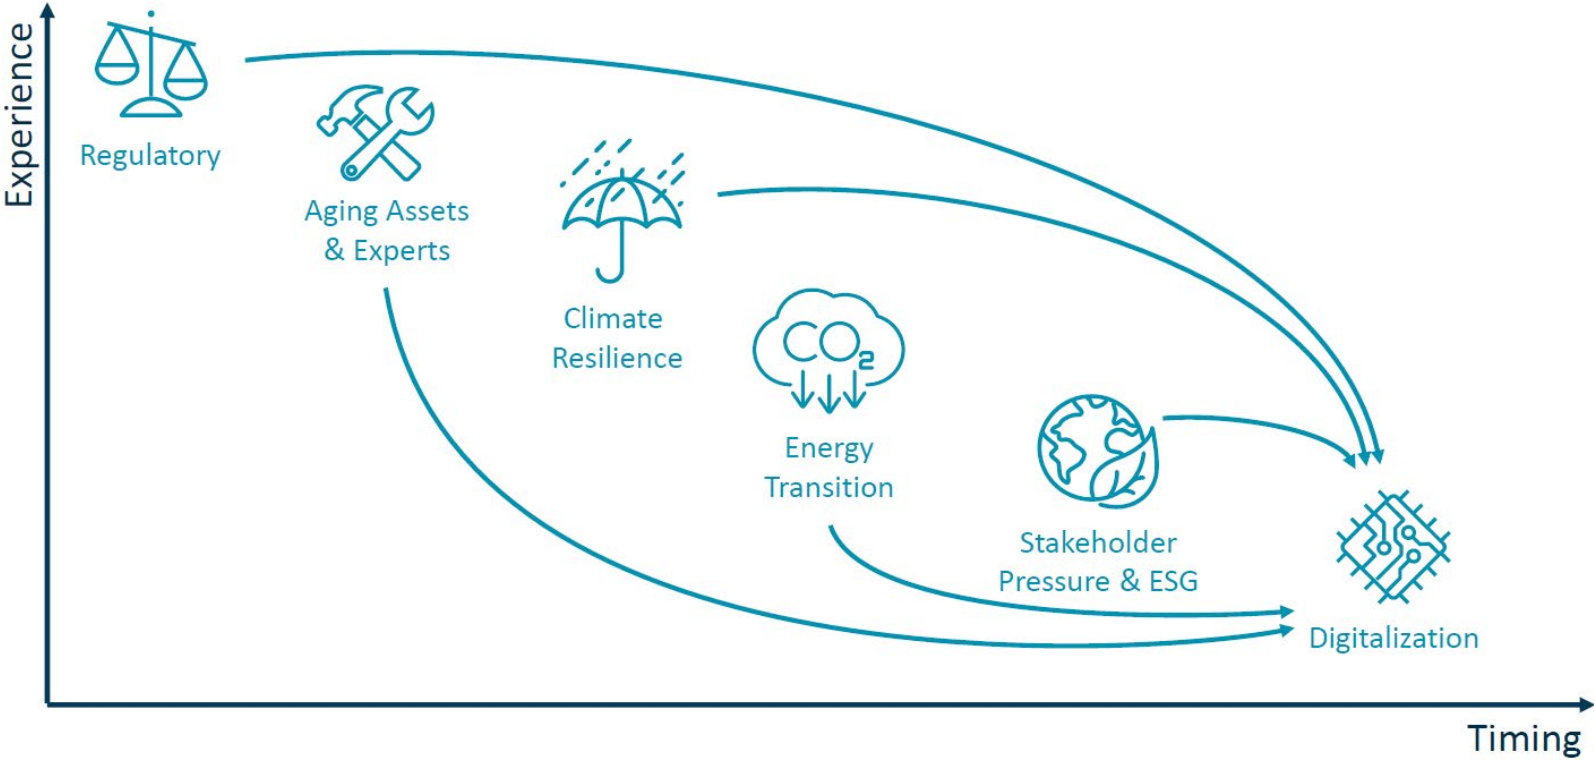 Experience
Regulatory
Aging Assets
& Experts
Climate
Resilience
CO2
Energy
Transition
Stakeholder
Pressure & ESG
Digitalization
Timing